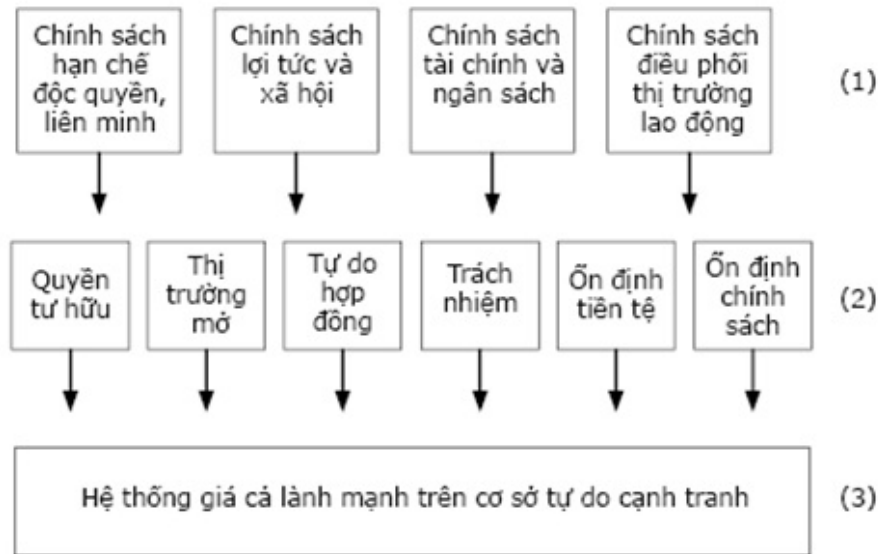 Chính sách
hạn chế
độc quyền,
liên minh
Chính sách
lợi tức và
xã hội
Chính sách
tài chính và
ngân sách
Chính sách
điều phối
thị trường
lao động
(1)
Quyền
tư hữu
Thị
trường
mở
Tự do
hợp
đồng
Trách
nhiệm
Ổn định
tiền tệ
Ổn định
chính
sách
(2)
Hệ thống giá cả lành mạnh trên cơ sở tự do cạnh tranh
(3)